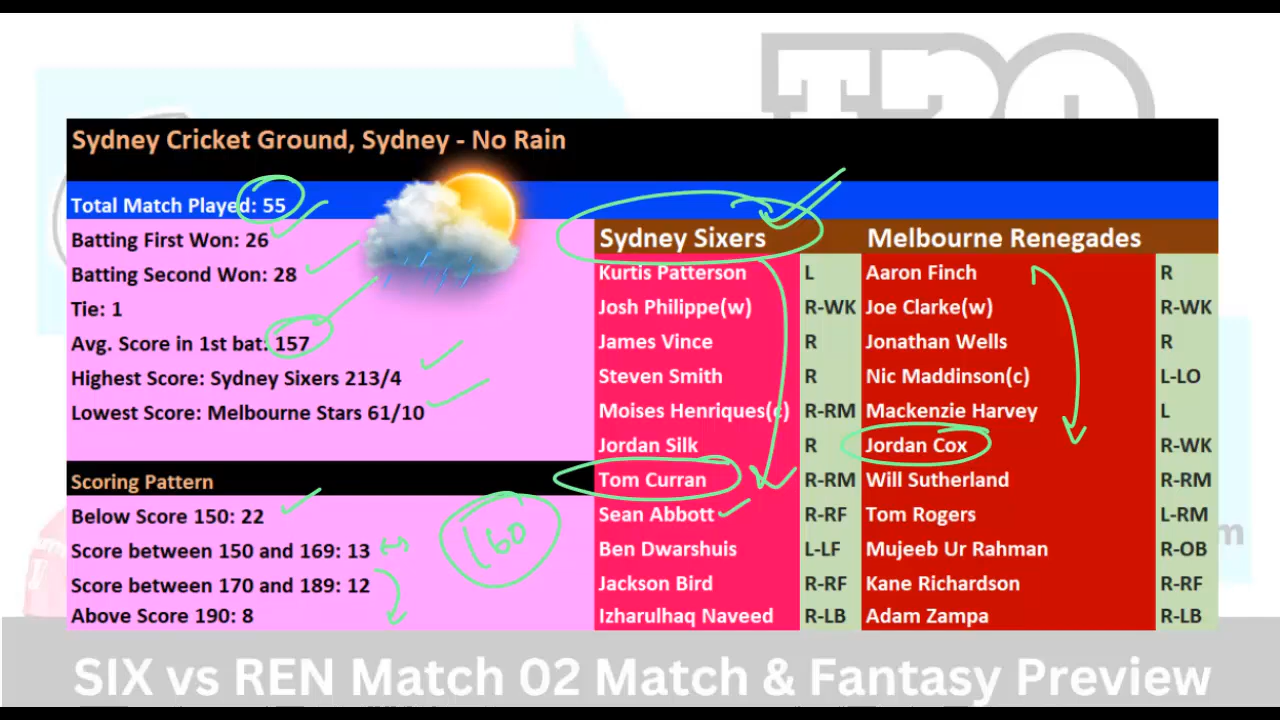 T20
Sydney Cricket Ground, Sydney - No Rain
Total Match Played: 55
Batting First Won: 26
Batting Second Won: 28
Tie: 1
Avg. Score in 1st bat: 157
Highest Score: Sydney Sixers 213/4
Lowest Score: Melbourne Stars 61/10
Scoring Pattern
Below Score 150: 22
Score between 150 and 169: 13
Score between 170 and 189: 12
Above Score 190: 8
160
Sydney Sixers Melbourne Renegades
Kurtis Patterson L Aaron Finch R
Josh Philippe(w) R-WK Joe Clarke(w) R-WK
James Vince R Jonathan Wells R
Steven Smith R Nic Maddinson(c) L-LO
Moises Henriques(c) R-RM Mackenzie Harvey L
Jordan Silk R Jordan Cox R-WK
Tom Curran R-RM Will Sutherland R-RM
Sean Abbott R-RF Tom Rogers L-RM
Ben Dwarshuis L-LF Mujeeb Ur Rahman R-OB
Jackson Bird R-RF Kane Richardson R-RF
Izharulhaq Naveed R-LB Adam Zampa R-LB
SIX vs REN Match 02 Match & Fantasy Preview